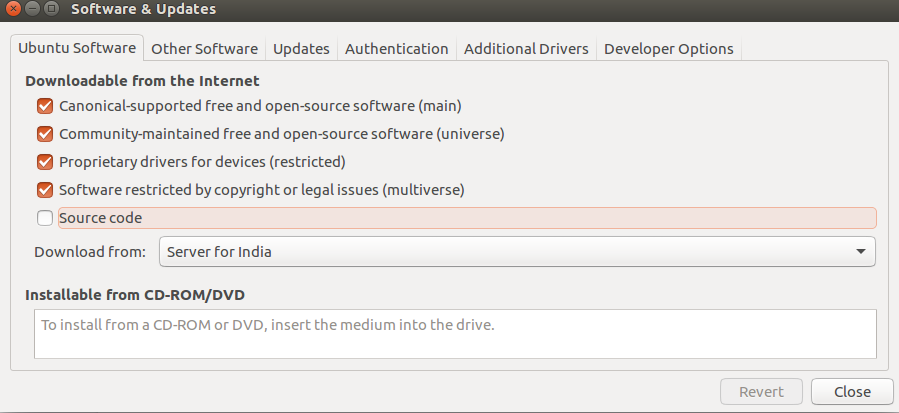 Software & Updates
Ubuntu Software Other Software Updates Authentication Additional Drivers Developer Options
Downloadable from the Internet
Canonical-supported free and open-source software (main)
Community-maintained free and open-source software (universe)
Proprietary drivers for devices (restricted)
Software restricted by copyright or legal issues (multiverse)
Source code
Download from: Server for India
Installable from CD-ROM/DVD
To install from a CD-ROM or DVD, insert the medium into the drive.
Revert Close